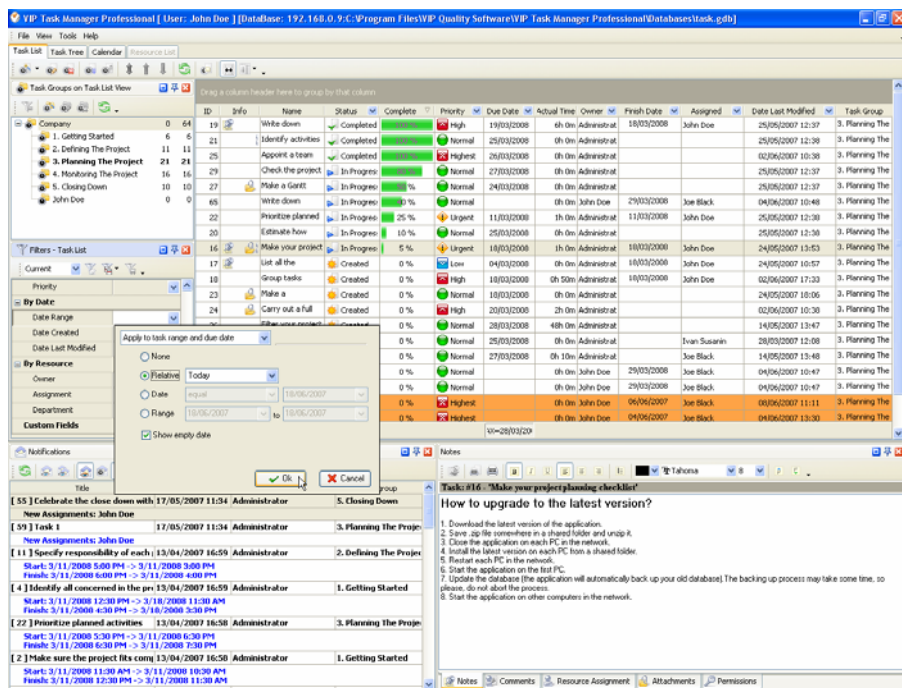 VIP Task Manager Professional [ User: John Doe ] [DataBase: 192.168.0.9:C:\Program Files\VIP Quality Software\VIP Task Manager Professional\Databases\task.gdb]
File View Tools Help
Task List Task Tree Calendar Resource List
Task Groups on Task List View
Company 0 64
1. Getting Started 6 6
2. Defining The Project 11 11
3. Planning The Project 21 21
4. Monitoring The Project 16 16
5. Closing Down 10 10
John Doe 0 0
Filters - Task List
Current
Priority
By Date
Date Range
Date Created
Date Last Modified
By Resource
Owner
Assignment
Department
Custom Fields
Drag a column header here to group by that column
ID Info Name Status Complete Priority Due Date Actual Time Owner Finish Date Assigned Date Last Modified Task Group
19 Write down Completed 100 % High 19/03/2008 6h 0m Administrat 18/03/2008 John Doe 25/05/2007 12:37 3. Planning The
21 Identify activities Completed 100 % Normal 25/03/2008 0h 0m Administrat 25/05/2007 12:38 3. Planning The
25 Appoint a team Completed 100 % Highest 26/03/2008 0h 0m Administrat 02/06/2007 10:38 3. Planning The
29 Check the project In Progres Normal 27/03/2008 0h 0m Administrat 25/05/2007 12:37 3. Planning The
27 Make a Gantt In Progres % Normal 24/03/2008 0h 0m Administrat 25/05/2007 12:37 3. Planning The
65 Write down In Progres % Normal 0h 0m John Doe 29/03/2008 Joe Black 04/06/2007 10:48 3. Planning The
22 Prioritize planned In Progres 25 % Urgent 11/03/2008 1h 0m Administrat 11/03/2008 John Doe 25/05/2007 12:38 3. Planning The
20 Estimate how In Progres 10 % Normal 0h 0m Administrat 25/05/2007 12:38 3. Planning The
16 Make your project In Progres 5 % Urgent 18/03/2008 1h 0m Administrat 18/03/2008 John Doe 24/05/2007 13:53 3. Planning The
17 List all the Created 0 % Low 04/03/2008 0h 0m Administrat 18/03/2008 John Doe 24/05/2007 10:57 3. Planning The
18 Group tasks Created 0 % High 18/03/2008 0h 50m Administrat 18/03/2008 John Doe 02/06/2007 17:33 3. Planning The
23 Make a Created 0 % Normal 18/03/2008 0h 0m Administrat 24/05/2007 18:06 3. Planning The
24 Carry out a full Created 0 % High 20/03/2008 2h 0m Administrat 02/06/2007 10:38 3. Planning The
Created 0 % Normal 28/03/2008 48h 0m Administrat 14/05/2007 13:47 3. Planning The
0 % Normal 25/03/2008 0h 0m Administrat Ivan Susanin 28/03/2007 12:08 3. Planning The
0 % Normal 27/03/2008 0h 10m Administrat Joe Black 14/05/2007 13:48 3. Planning The
0 % Normal 0h 0m John Doe 29/03/2008 Joe Black 04/06/2007 10:47 3. Planning The
0 % Normal 0h 0m John Doe 29/03/2008 Joe Black 04/06/2007 10:47 3. Planning The
0 % Highest 0h 0m John Doe 06/06/2007 Joe Black 08/06/2007 11:11 3. Planning The
0 % Highest 0h 0m John Doe 04/06/2007 Joe Black 04/06/2007 13:30 3. Planning The
Apply to task range and due date
None
Relative Today
Date equal 18/06/2007
Range 18/06/2007 to 18/06/2007
Show empty date
Ok Cancel
Notifications
Title
[ 55 ] Celebrate the close down with 17/05/2007 11:34 Administrator 5. Closing Down
New Assignments: John Doe
[ 59 ] Task 1 17/05/2007 11:34 Administrator 3. Planning The Proje
New Assignments: John Doe
[ 11 ] Specify responsibility of each 13/04/2007 16:59 Administrator 2. Defining The Projec
Start: 3/11/2008 5:00 PM -> 3/11/2008 3:00 PM
Finish: 3/11/2008 6:00 PM -> 3/11/2008 4:00 PM
[ 4 ] Identify all concerned in the pr 13/04/2007 16:59 Administrator 1. Getting Started
Start: 3/11/2008 12:30 PM -> 3/18/2008 11:30 AM
Finish: 3/11/2008 4:30 PM -> 3/18/2008 3:30 PM
[ 22 ] Prioritize planned activities 13/04/2007 16:58 Administrator 3. Planning The Proje
Start: 3/11/2008 5:30 PM -> 3/11/2008 6:30 PM
Finish: 3/11/2008 6:30 PM -> 3/11/2008 7:30 PM
[ 2 ] Make sure the project fits com 13/04/2007 16:58 Administrator 1. Getting Started
Start: 3/11/2008 11:30 AM -> 3/11/2008 10:30 AM
Finish: 3/11/2008 12:30 PM -> 3/11/2008 11:30 AM
Notes
Tahoma 8
Task: #16 - 'Make your project planning checklist'
How to upgrade to the latest version?
1. Download the latest version of the application.
2. Save .zip file somewhere in a shared folder and unzip it.
3. Close the application on each PC in the network.
4. Install the latest version on each PC from a shared folder.
5. Restart each PC in the network.
6. Start the application on the first PC.
7. Update the database (the application will automatically back up your old database). The backing up process may take some time, so
please, do not abort the process.
8. Start the application on other computers in the network.
Notes Comments Resource Assignment Attachments Permissions